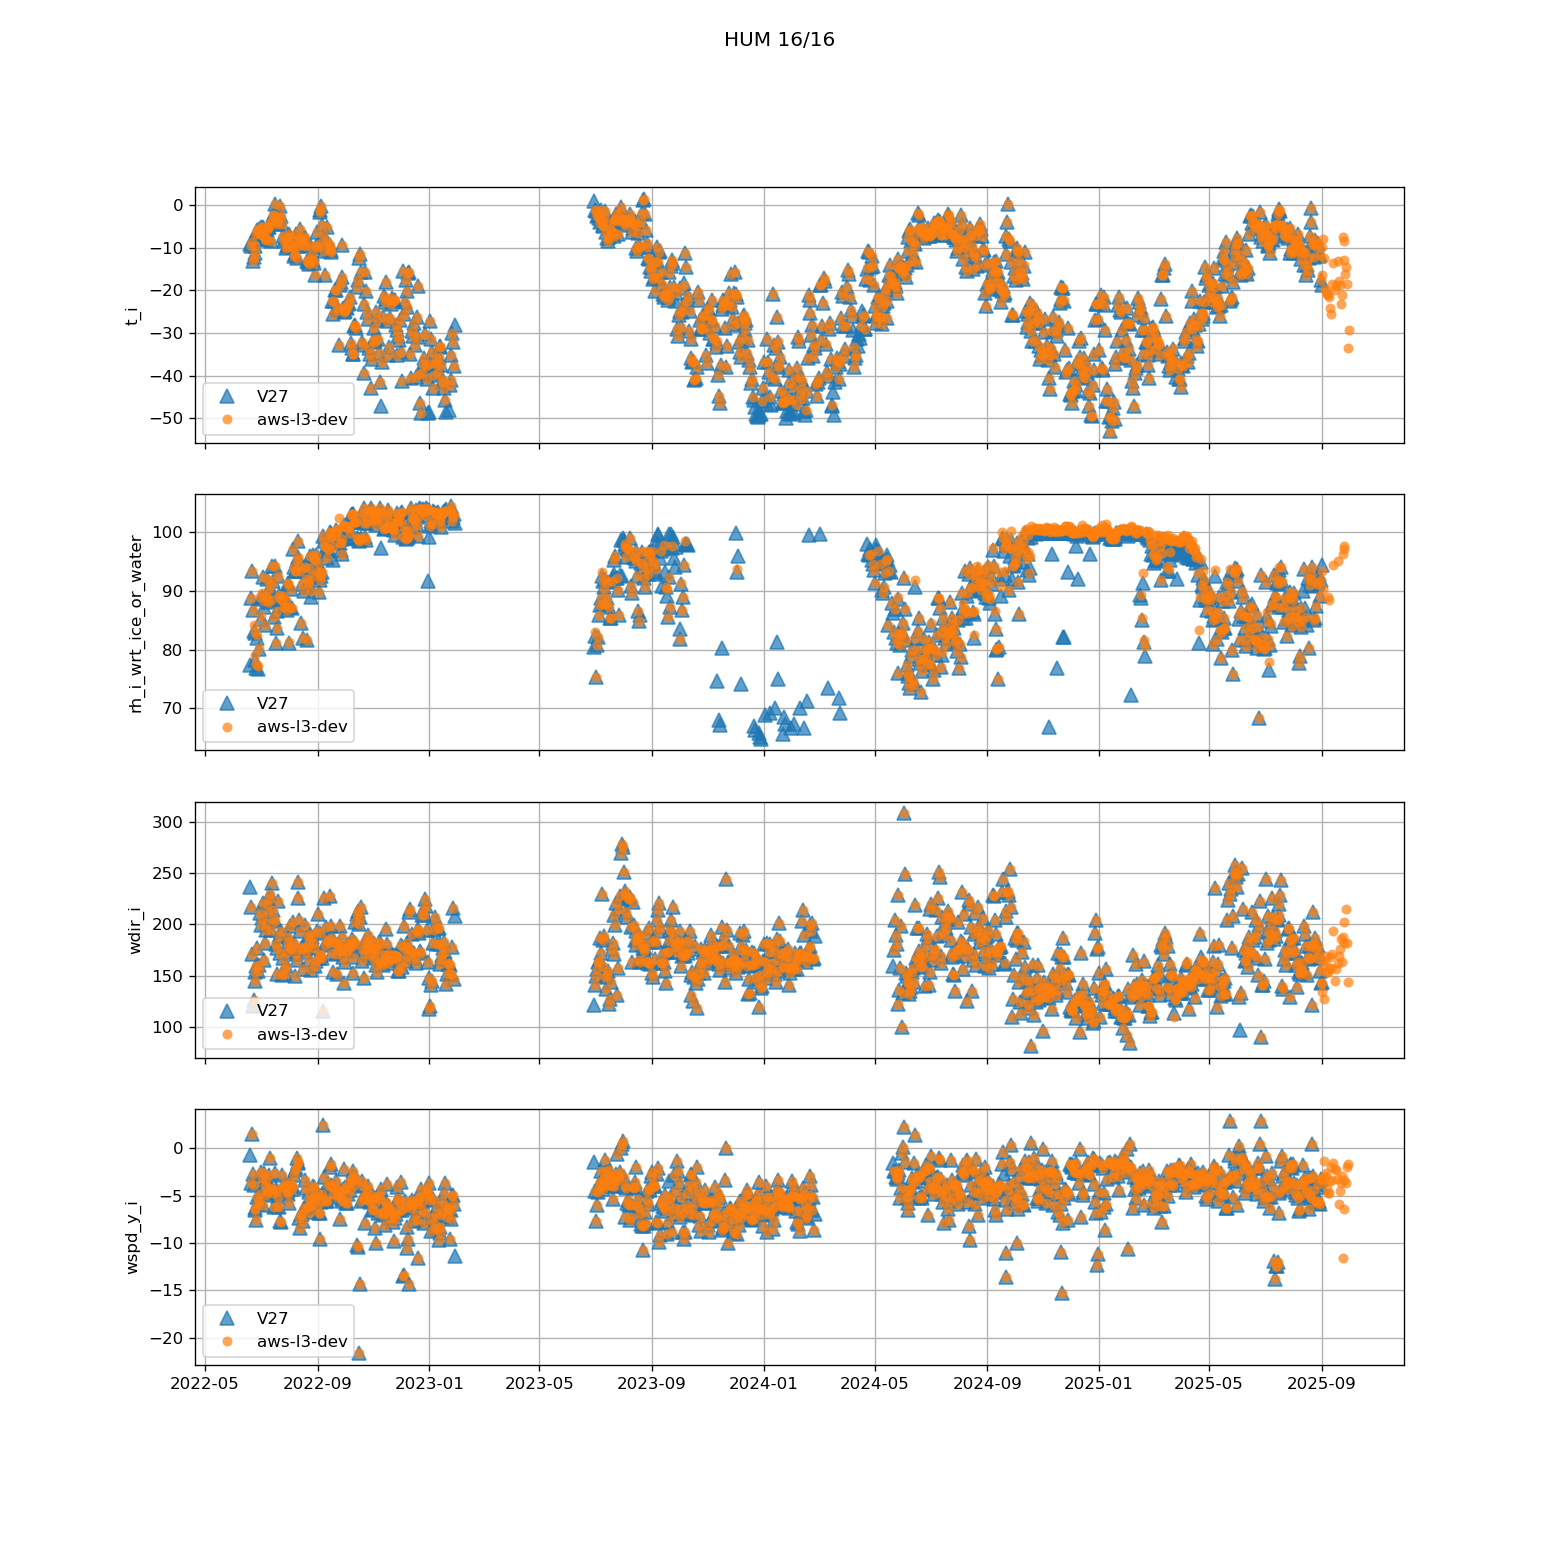 HUM 16/16
0
−10
−20
−30
−40
−50
t_i
V27
aws-l3-dev
100
90
80
70
rh_i_wrt_ice_or_water
V27
aws-l3-dev
300
250
200
150
100
wdir_i
V27
aws-l3-dev
0
−5
−10
−15
−20
wspd_y_i
V27
aws-l3-dev
2022-05 2022-09 2023-01 2023-05 2023-09 2024-01 2024-05 2024-09 2025-01 2025-05 2025-09